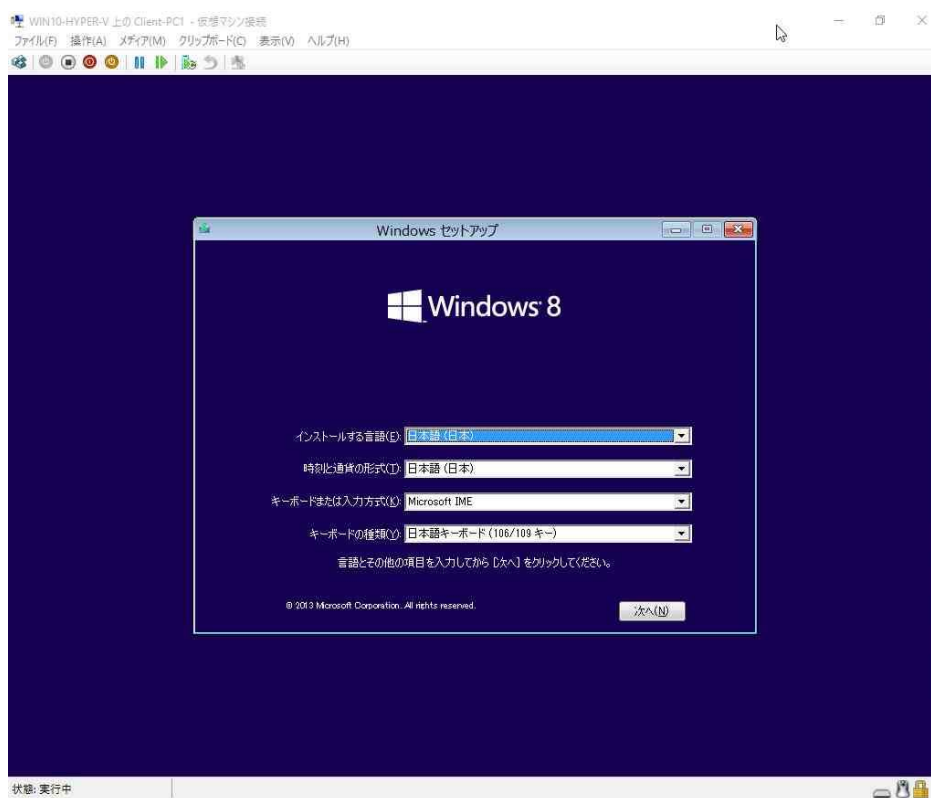 WIN10-HYPER-V 上の Client-PC1 - 仮想マシン接続
ファイル(F) 操作(A) メディア(M) クリップボード(C) 表示(V) ヘルプ(H)
Windows セットアップ
Windows 8
インストールする言語(E): 日本語 (日本)
時刻と通貨の形式(T): 日本語 (日本)
キーボードまたは入力方式(K): Microsoft IME
キーボードの種類(Y): 日本語キーボード (106/109 キー)
言語とその他の項目を入力してから [次へ] をクリックしてください。
© 2013 Microsoft Corporation. All rights reserved.
次へ(N)
状態: 実行中